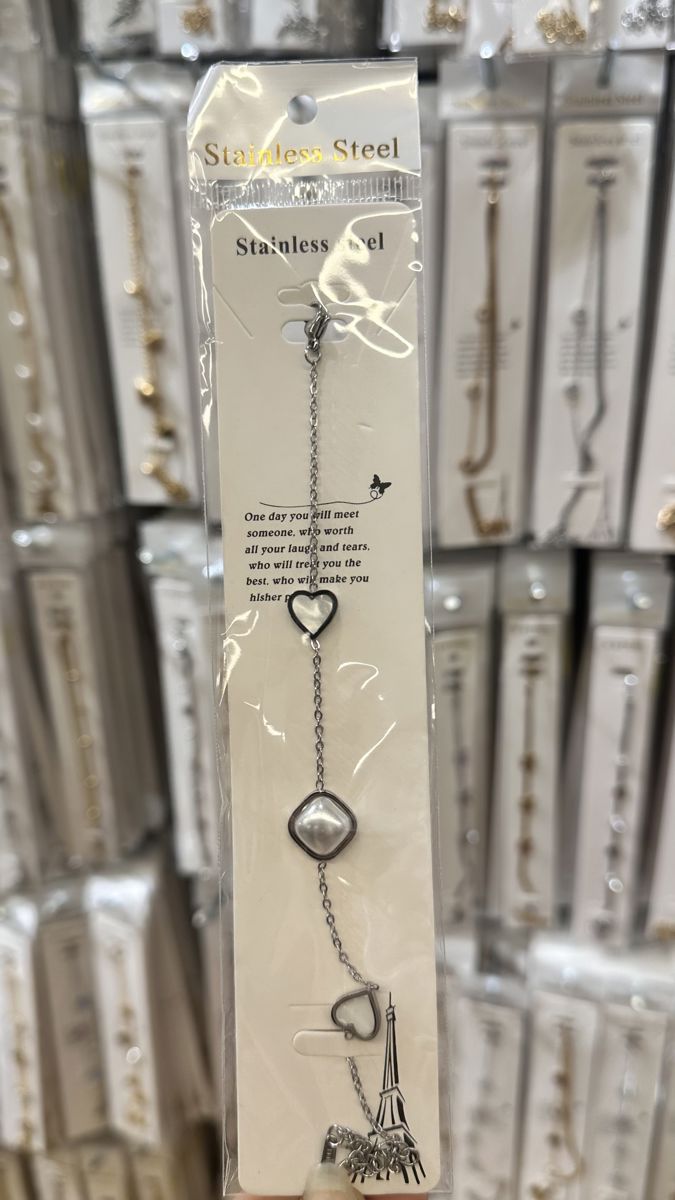 Stainless Steel
Stainless Steel
One day you will meet
someone, who worth
all your laugh and tears,
who will treat you the
best, who will make you
hlsher